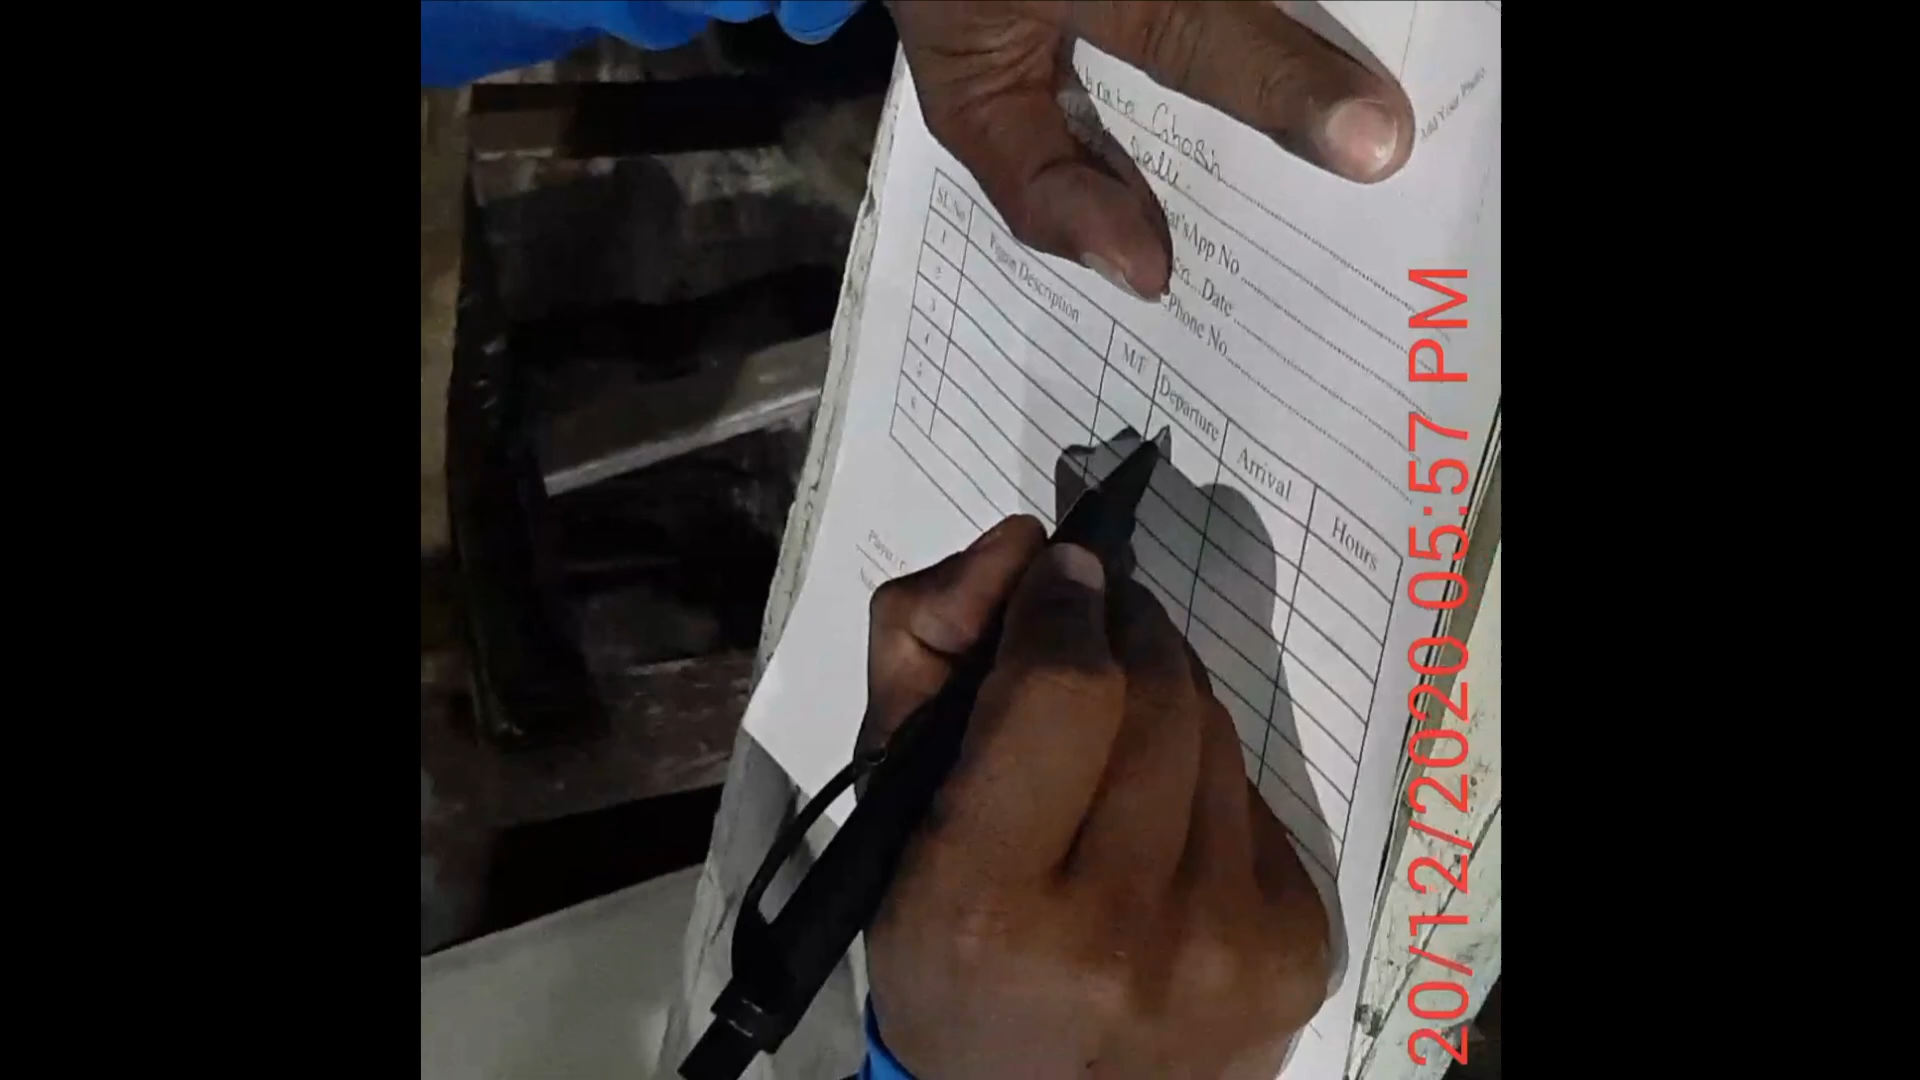 Add Your Photo
Ghosh
Palli.
hat'sApp No
Date
Phone No
Sl. No Pigeon Description M/F Departure Arrival Hours
1
2
3
4
5
6
20/12/2020 05:57 PM